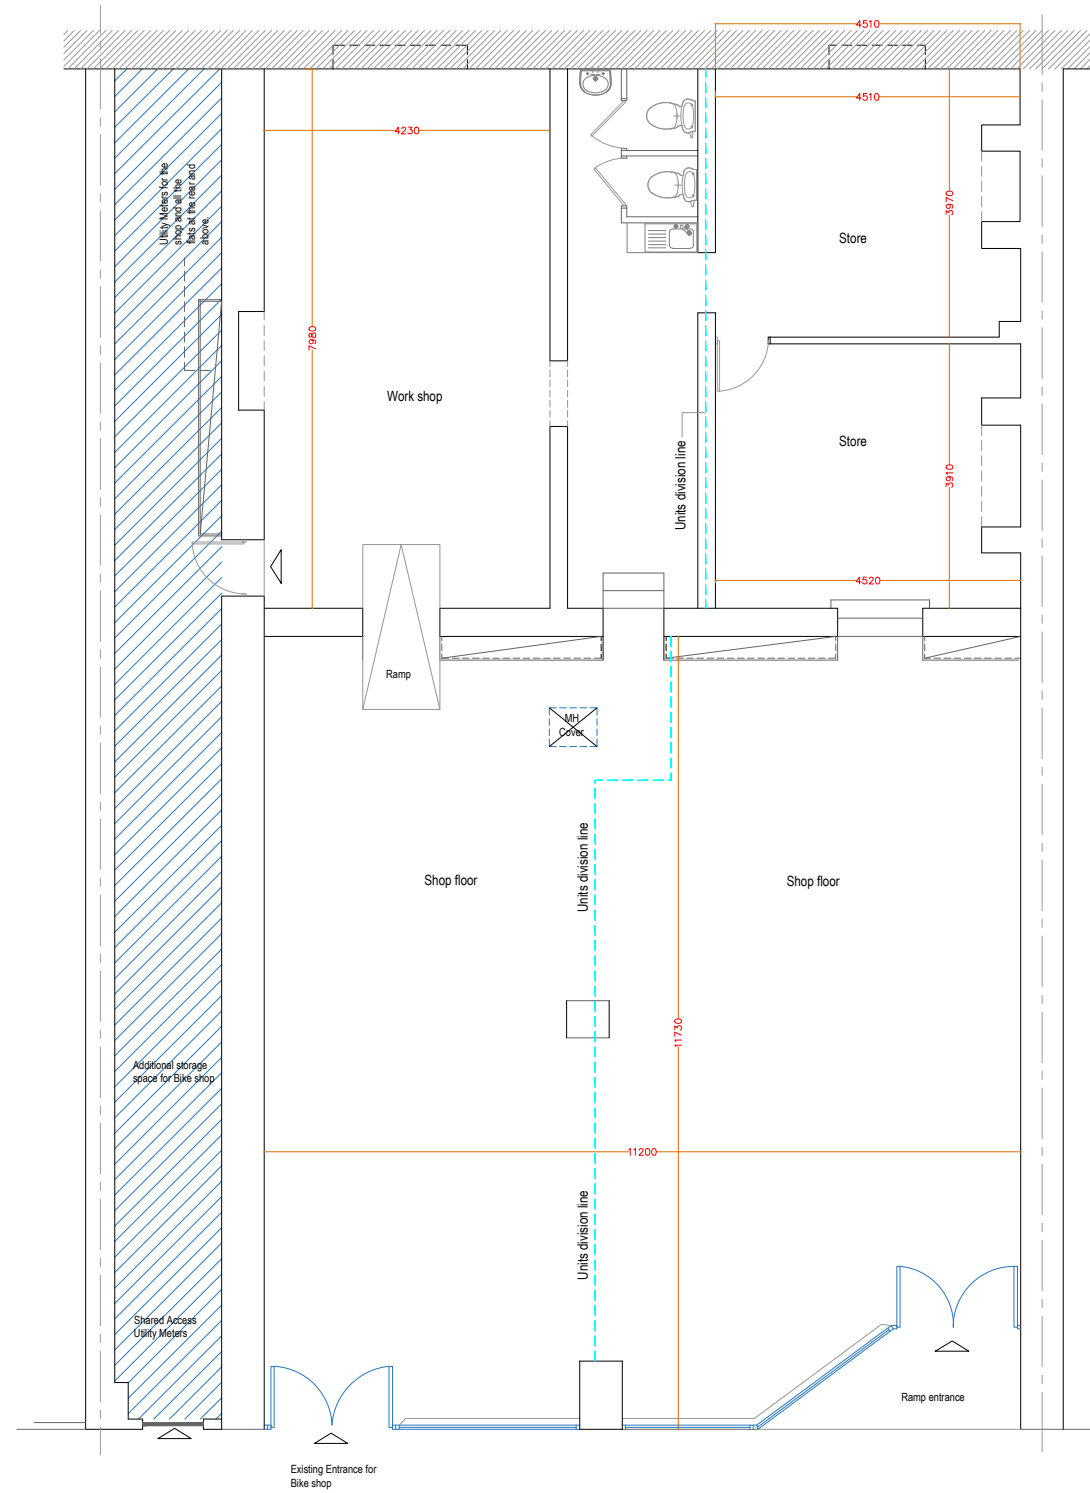 4510
4510
4230
Utility Meters for the
shop and all the
flats at the rear and
above.
3970
Store
7980
Work shop
Store
Units division line
3910
4520
Ramp
MH
Cover
Units division line
Shop floor
Shop floor
11730
Additional storage
space for Bike shop
11200
Units division line
Shared Access
Utility Meters
Ramp entrance
Existing Entrance for
Bike shop